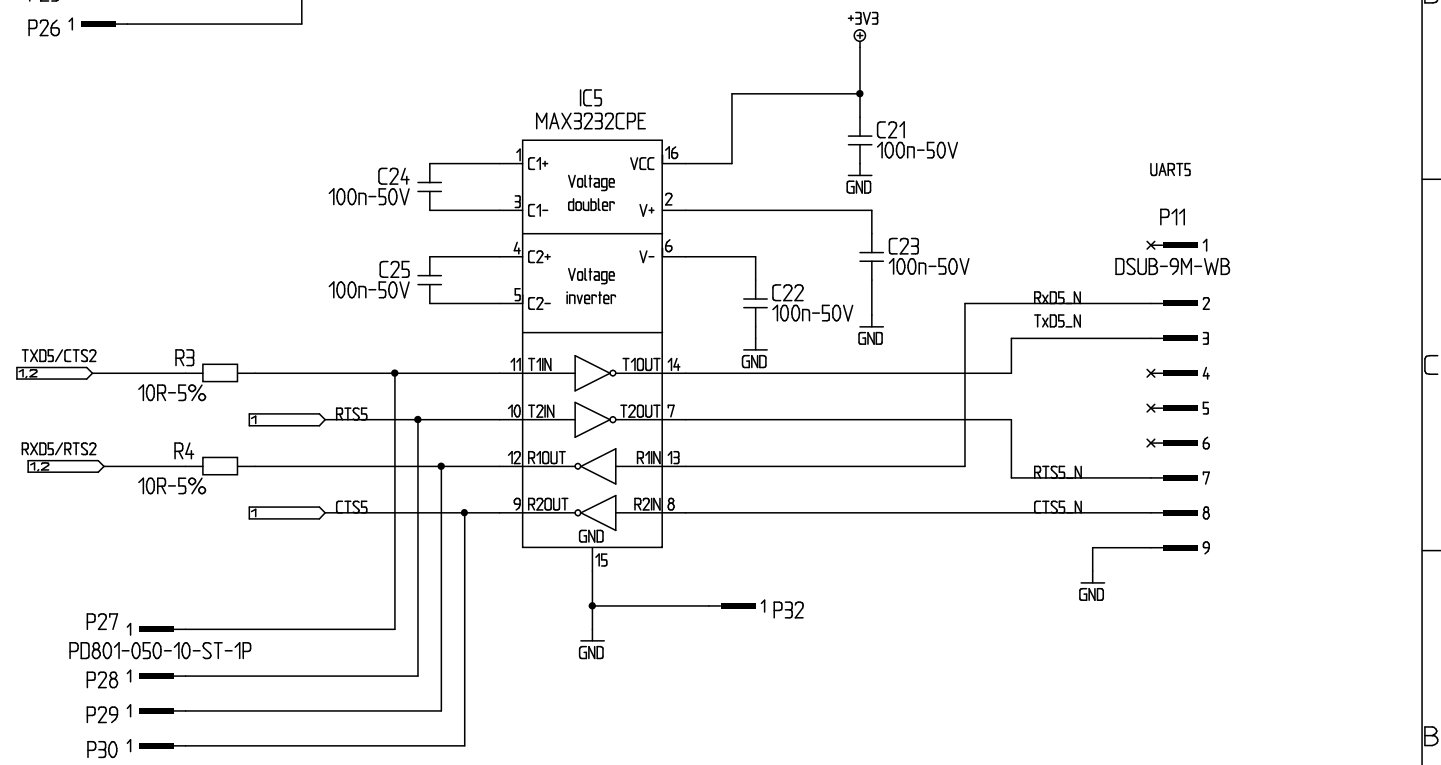 P26 1
+3V3
IC5
MAX3232CPE
C21
100n-50V
GND
1 C1+ VCC 16
C24
100n-50V
Voltage
doubler
3 C1- V+ 2
4 C2+ V- 6
C25
100n-50V
Voltage
inverter
5 C2-
C23
100n-50V
GND
C22
100n-50V
GND
UART5
P11
1
DSUB-9M-WB
RxD5_N 2
TxD5_N 3
4
5
6
RTS5_N 7
CTS5_N 8
9
GND
TXD5/CTS2
1,2
R3
10R-5%
11 T1IN T1OUT 14
1 RTS5
10 T2IN T2OUT 7
RXD5/RTS2
1,2
R4
10R-5%
12 R1OUT R1IN 13
1 CTS5
9 R2OUT R2IN 8
GND
15
1 P32
GND
P27 1
PD801-050-10-ST-1P
P28 1
P29 1
P30 1
C
B